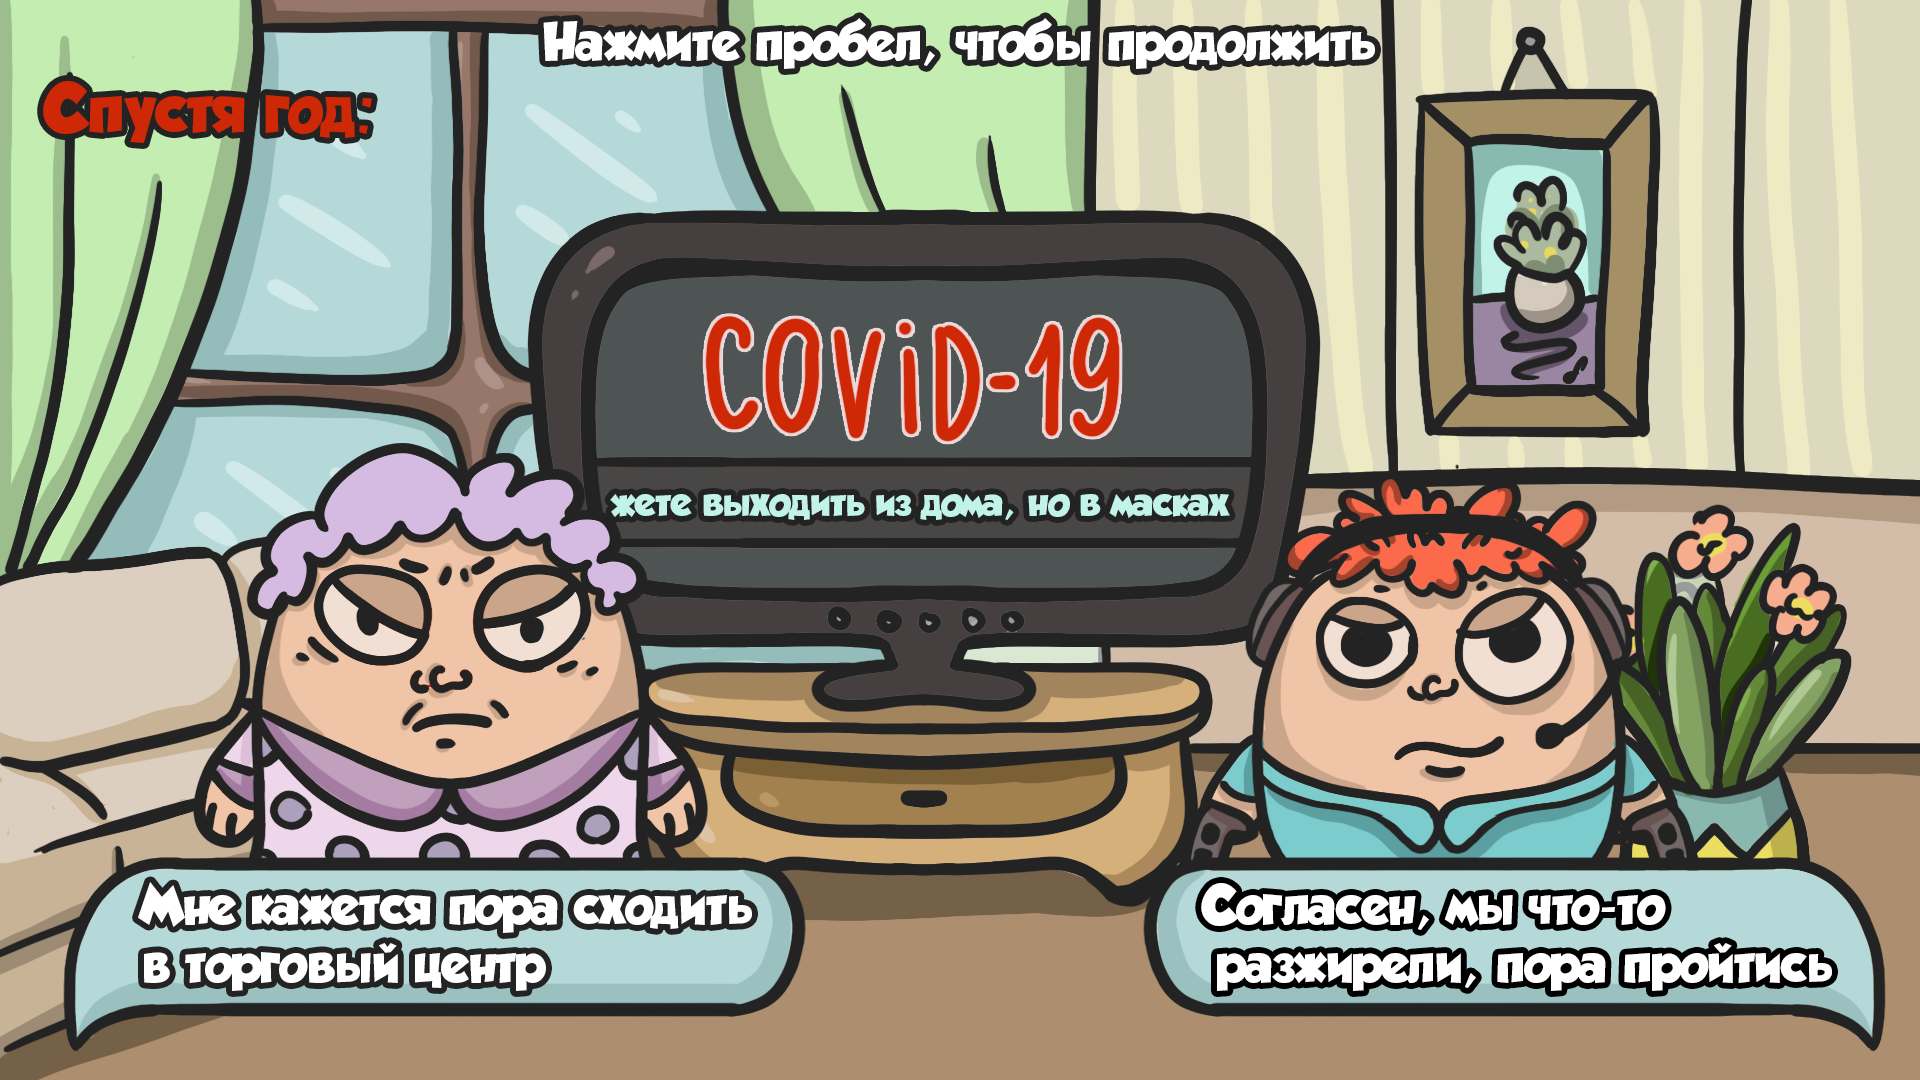 Нажмите пробел, чтобы продолжить
Спустя год:
COViD-19
жете выходить из дома, но в масках
Мне кажется пора сходить
в торговый центр
Согласен, мы что-то
разжирели, пора пройтись